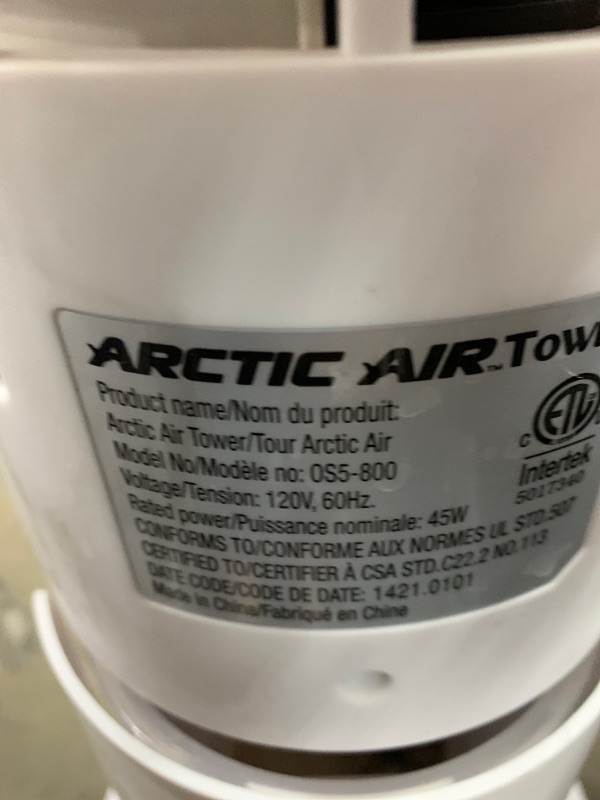 ARCTIC AIR™ Tow
Product name/Nom du produit:
Arctic Air Tower/Tour Arctic Air
Model No/Modèle no: 0S5-800
Voltage/Tension: 120V, 60Hz.
Rated power/Puissance nominale: 45W
CONFORMS TO/CONFORME AUX NORMES UL STD.507
CERTIFIED TO/CERTIFIER À CSA STD.C22.2 NO.113
DATE CODE/CODE DE DATE: 1421.0101
Made in China/Fabriqué en Chine
C ETL
Intertek
5017340